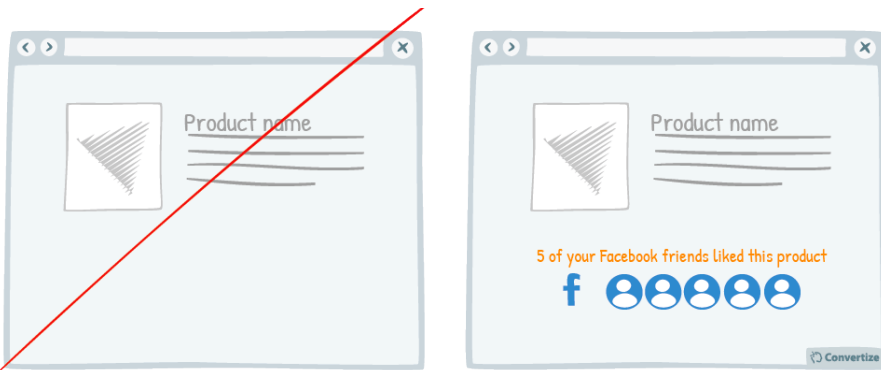 Product name
Product name
5 of your Facebook friends liked this product
f
Convertize